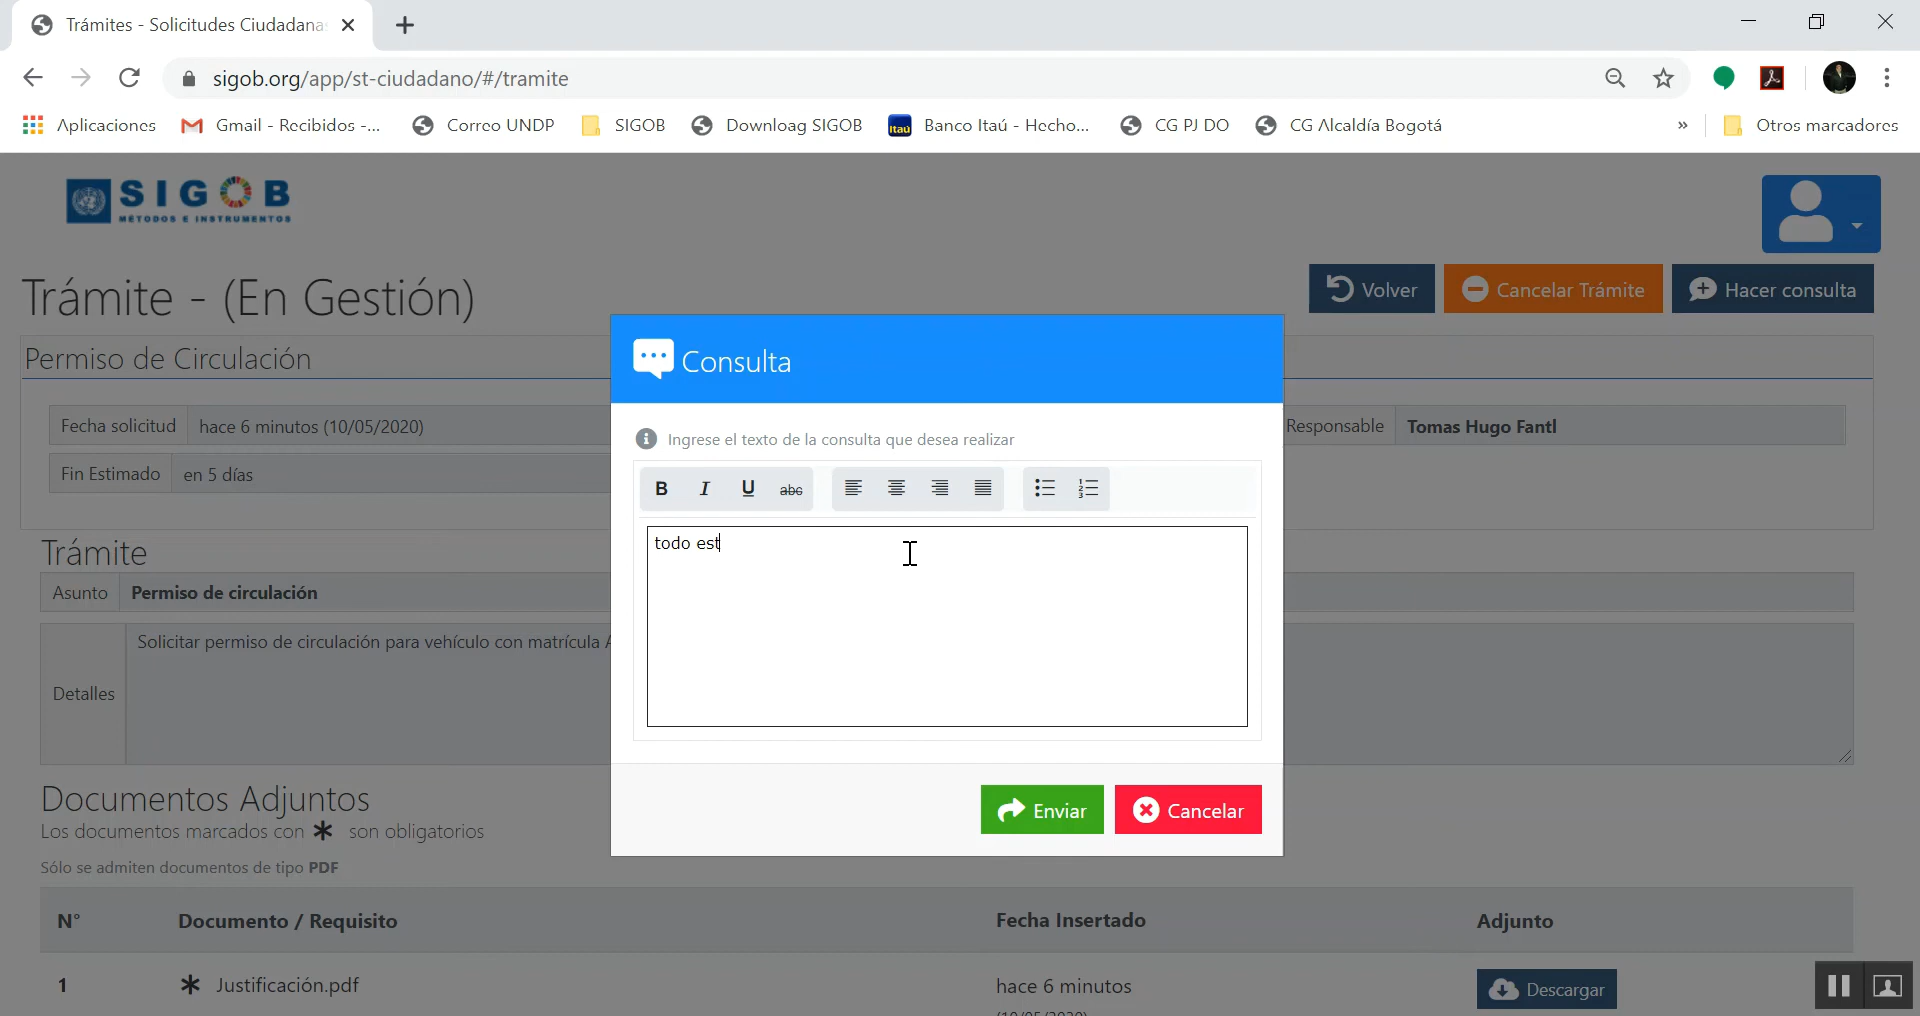 Trámites - Solicitudes Ciudadana
sigob.org/app/st-ciudadano/#/tramite
Aplicaciones
Gmail - Recibidos -...
Correo UNDP
SIGOB
Downloag SIGOB
Itaú
Banco Itaú - Hecho...
CG PJ DO
CG Alcaldía Bogotá
»
Otros marcadores
SIGOB
MÉTODOS E INSTRUMENTOS
Trámite - (En Gestión)
Volver
Cancelar Trámite
Hacer consulta
Permiso de Circulación
Consulta
Fecha solicitud
hace 6 minutos (10/05/2020)
Responsable
Tomas Hugo Fantl
Ingrese el texto de la consulta que desea realizar
Fin Estimado
en 5 días
B I U abc
todo est
Trámite
Asunto
Permiso de circulación
Detalles
Solicitar permiso de circulación para vehículo con matrícula A
Enviar
Cancelar
Documentos Adjuntos
Los documentos marcados con * son obligatorios
Sólo se admiten documentos de tipo PDF
N°
Documento / Requisito
Fecha Insertado
Adjunto
1
* Justificación.pdf
hace 6 minutos
Descargar
(10/05/2020)